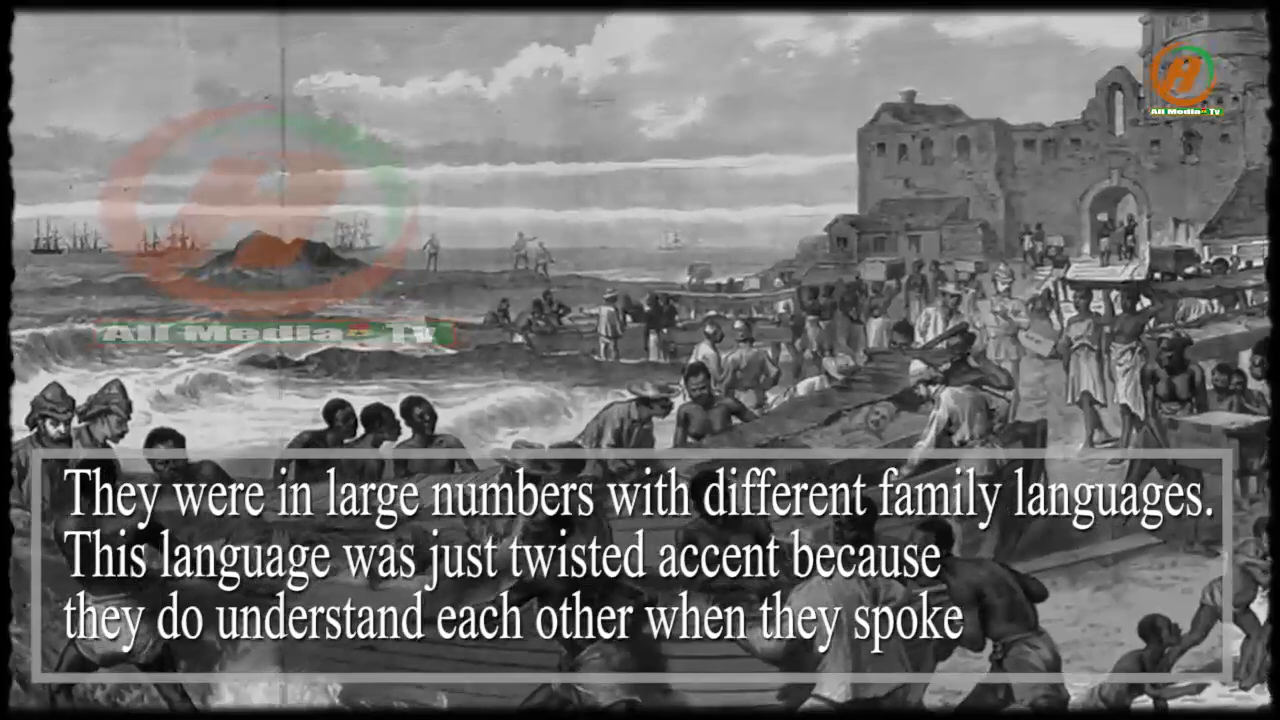 All Media Tv
All Media Tv
They were in large numbers with different family languages.
This language was just twisted accent because
they do understand each other when they spoke